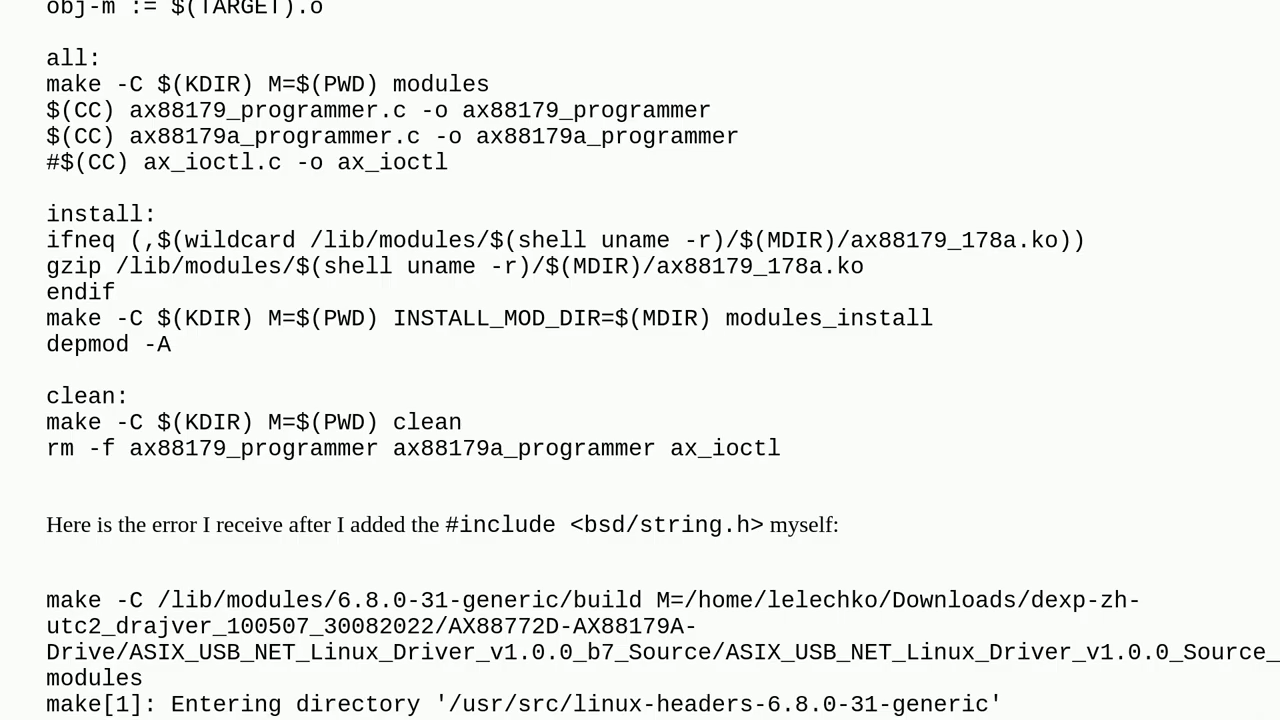 obj-m := $(TARGET).o
all:
make -C $(KDIR) M=$(PWD) modules
$(CC) ax88179_programmer.c -o ax88179_programmer
$(CC) ax88179a_programmer.c -o ax88179a_programmer
#$(CC) ax_ioctl.c -o ax_ioctl
install:
ifneq (,$(wildcard /lib/modules/$(shell uname -r)/$(MDIR)/ax88179_178a.ko))
gzip /lib/modules/$(shell uname -r)/$(MDIR)/ax88179_178a.ko
endif
make -C $(KDIR) M=$(PWD) INSTALL_MOD_DIR=$(MDIR) modules_install
depmod -A
clean:
make -C $(KDIR) M=$(PWD) clean
rm -f ax88179_programmer ax88179a_programmer ax_ioctl
Here is the error I receive after I added the #include <bsd/string.h> myself:
make -C /lib/modules/6.8.0-31-generic/build M=/home/lelechko/Downloads/dexp-zh-
utc2_drajver_100507_30082022/AX88772D-AX88179A-
Drive/ASIX_USB_NET_Linux_Driver_v1.0.0_b7_Source/ASIX_USB_NET_Linux_Driver_v1.0.0_Source_
modules
make[1]: Entering directory '/usr/src/linux-headers-6.8.0-31-generic'